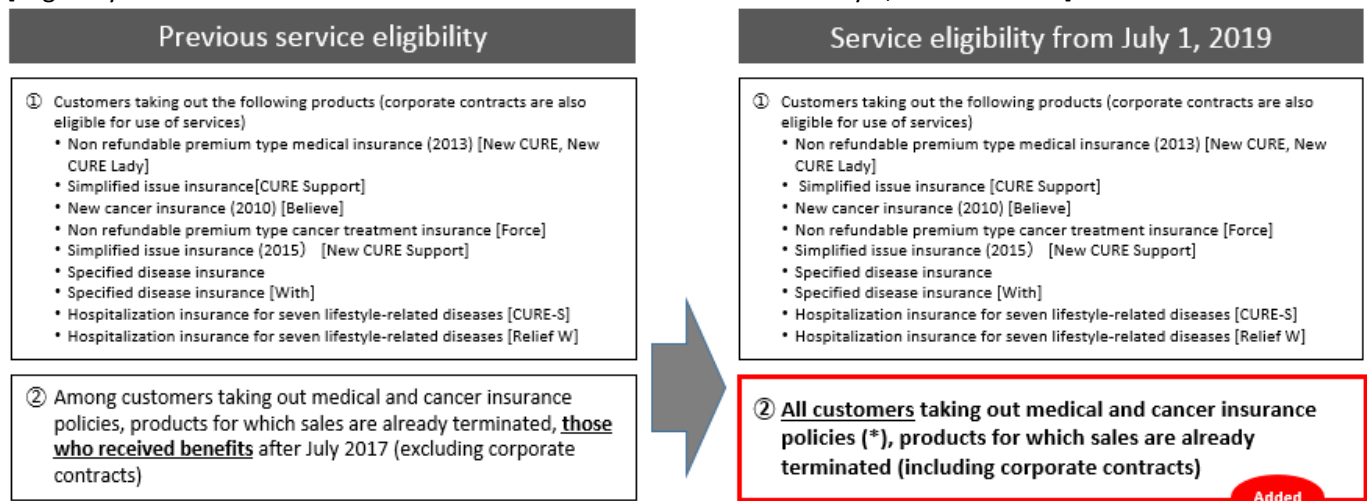 Previous service eligibility
① Customers taking out the following products (corporate contracts are also
eligible for use of services)
• Non refundable premium type medical insurance (2013) [New CURE, New
CURE Lady]
• Simplified issue insurance[CURE Support]
• New cancer insurance (2010) [Believe]
• Non refundable premium type cancer treatment insurance [Force]
• Simplified issue insurance (2015） [New CURE Support]
• Specified disease insurance
• Specified disease insurance [With]
• Hospitalization insurance for seven lifestyle-related diseases [CURE-S]
• Hospitalization insurance for seven lifestyle-related diseases [Relief W]
② Among customers taking out medical and cancer insurance
policies, products for which sales are already terminated, those
who received benefits after July 2017 (excluding corporate
contracts)
Service eligibility from July 1, 2019
① Customers taking out the following products (corporate contracts are also
eligible for use of services)
• Non refundable premium type medical insurance (2013) [New CURE, New
CURE Lady]
• Simplified issue insurance [CURE Support]
• New cancer insurance (2010) [Believe]
• Non refundable premium type cancer treatment insurance [Force]
• Simplified issue insurance (2015） [New CURE Support]
• Specified disease insurance
• Specified disease insurance [With]
• Hospitalization insurance for seven lifestyle-related diseases [CURE-S]
• Hospitalization insurance for seven lifestyle-related diseases [Relief W]
② All customers taking out medical and cancer insurance
policies (*), products for which sales are already
terminated (including corporate contracts)
Added